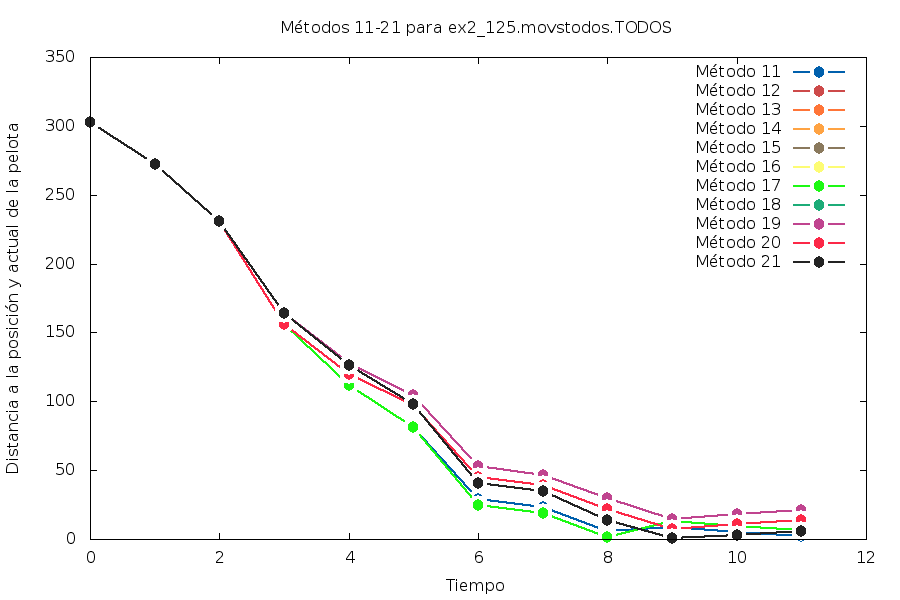 Métodos 11-21 para ex2_125.movstodos.TODOS
Distancia a la posición y actual de la pelota
350
300
250
200
150
100
50
0
Método 11
Método 12
Método 13
Método 14
Método 15
Método 16
Método 17
Método 18
Método 19
Método 20
Método 21
0 2 4 6 8 10 12
Tiempo